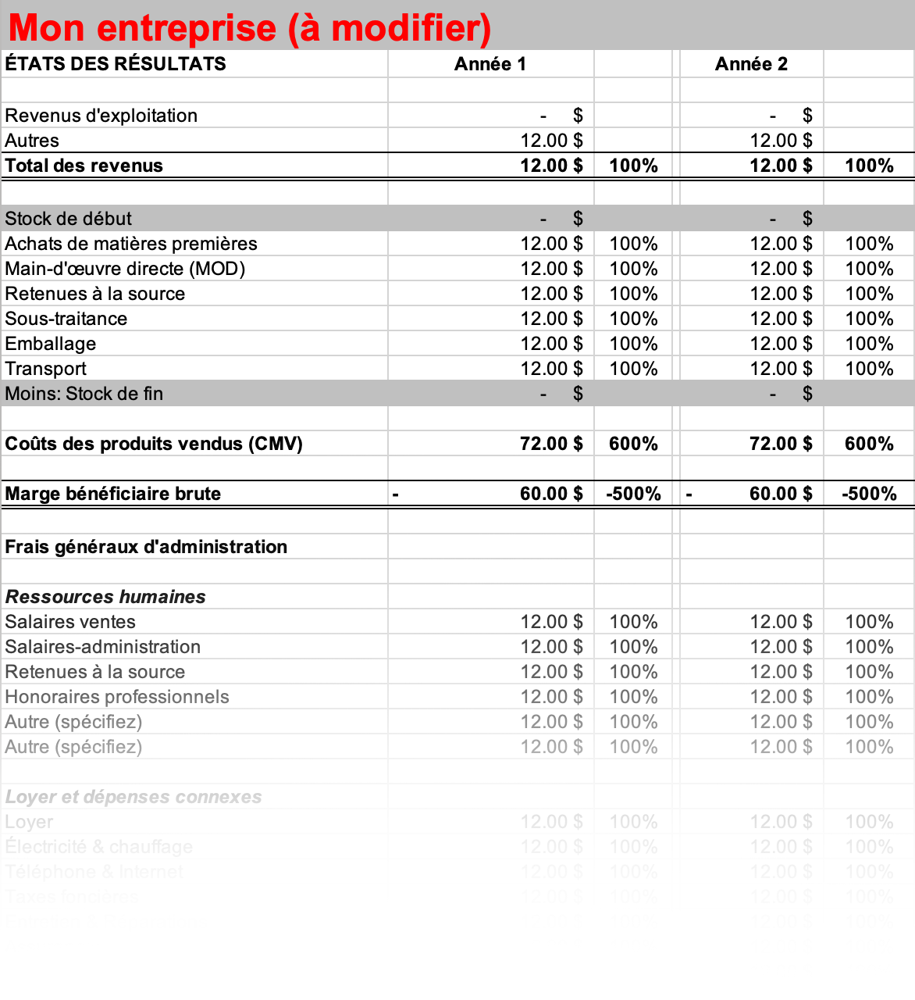 Mon entreprise (à modifier)
ÉTATS DES RÉSULTATS Année 1 Année 2
Revenus d'exploitation - $ - $
Autres 12.00 $ 12.00 $
Total des revenus 12.00 $ 100% 12.00 $ 100%
Stock de début - $ - $
Achats de matières premières 12.00 $ 100% 12.00 $ 100%
Main-d'œuvre directe (MOD) 12.00 $ 100% 12.00 $ 100%
Retenues à la source 12.00 $ 100% 12.00 $ 100%
Sous-traitance 12.00 $ 100% 12.00 $ 100%
Emballage 12.00 $ 100% 12.00 $ 100%
Transport 12.00 $ 100% 12.00 $ 100%
Moins: Stock de fin - $ - $
Coûts des produits vendus (CMV) 72.00 $ 600% 72.00 $ 600%
Marge bénéficiaire brute - 60.00 $ -500% - 60.00 $ -500%
Frais généraux d'administration
Ressources humaines
Salaires ventes 12.00 $ 100% 12.00 $ 100%
Salaires-administration 12.00 $ 100% 12.00 $ 100%
Retenues à la source 12.00 $ 100% 12.00 $ 100%
Honoraires professionnels 12.00 $ 100% 12.00 $ 100%
Autre (spécifiez) 12.00 $ 100% 12.00 $ 100%
Autre (spécifiez) 12.00 $ 100% 12.00 $ 100%
Loyer et dépenses connexes
Loyer 12.00 $ 100% 12.00 $ 100%
Électricité & chauffage 12.00 $ 100% 12.00 $ 100%
Téléphone & Internet 12.00 $ 100% 12.00 $ 100%
Taxes foncières 12.00 $ 100% 12.00 $ 100%
12.00 $ 100%